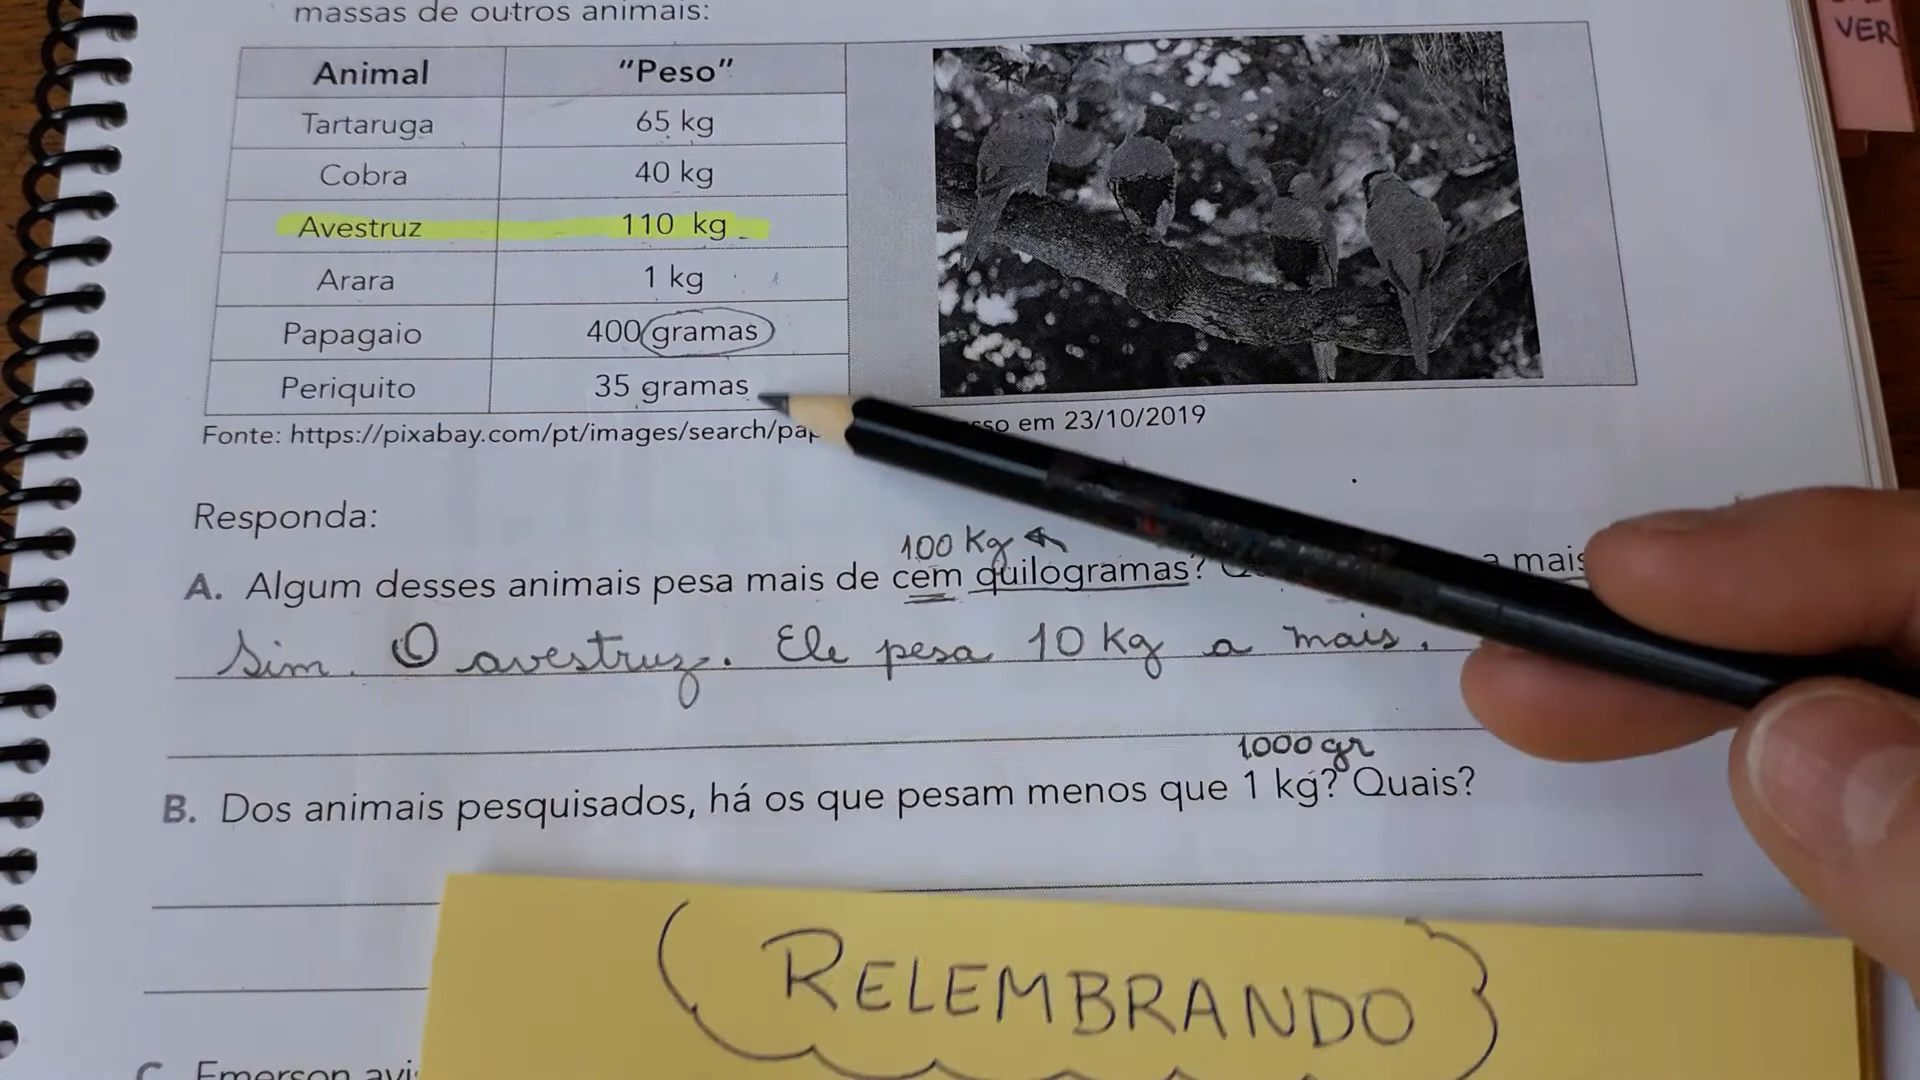 VER
massas de outros animais:
Animal "Peso"
Tartaruga 65 kg
Cobra 40 kg
Avestruz 110 kg
Arara 1 kg
Papagaio 400 gramas
Periquito 35 gramas
Fonte: https://pixabay.com/pt/images/search/pap em 23/10/2019
Responda:
100 Kg
A. Algum desses animais pesa mais de cem quilogramas? a mais
Sim. O avestruz. Ele pesa 10 Kg a mais.
1000 gr
B. Dos animais pesquisados, há os que pesam menos que 1 kg? Quais?
RELEMBRANDO
C. Emerson avi